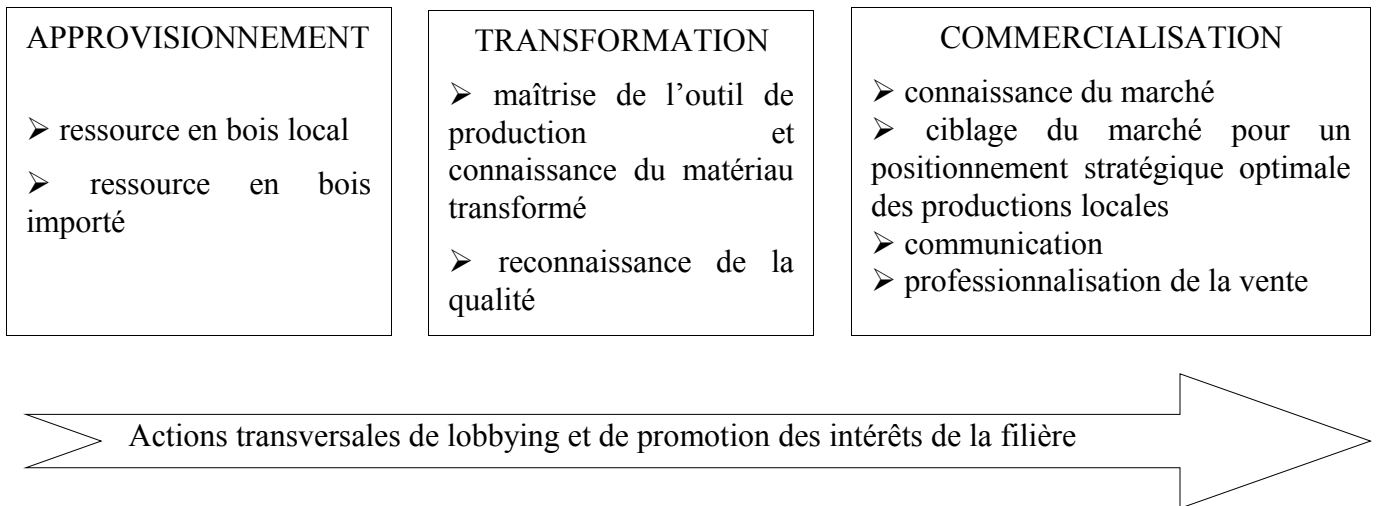 APPROVISIONNEMENT
➢ ressource en bois local
➢ ressource en bois
importé
TRANSFORMATION
➢ maîtrise de l’outil de
production et
connaissance du matériau
transformé
➢ reconnaissance de la
qualité
COMMERCIALISATION
➢ connaissance du marché
➢ ciblage du marché pour un
positionnement stratégique optimale
des productions locales
➢ communication
➢ professionnalisation de la vente
Actions transversales de lobbying et de promotion des intérêts de la filière